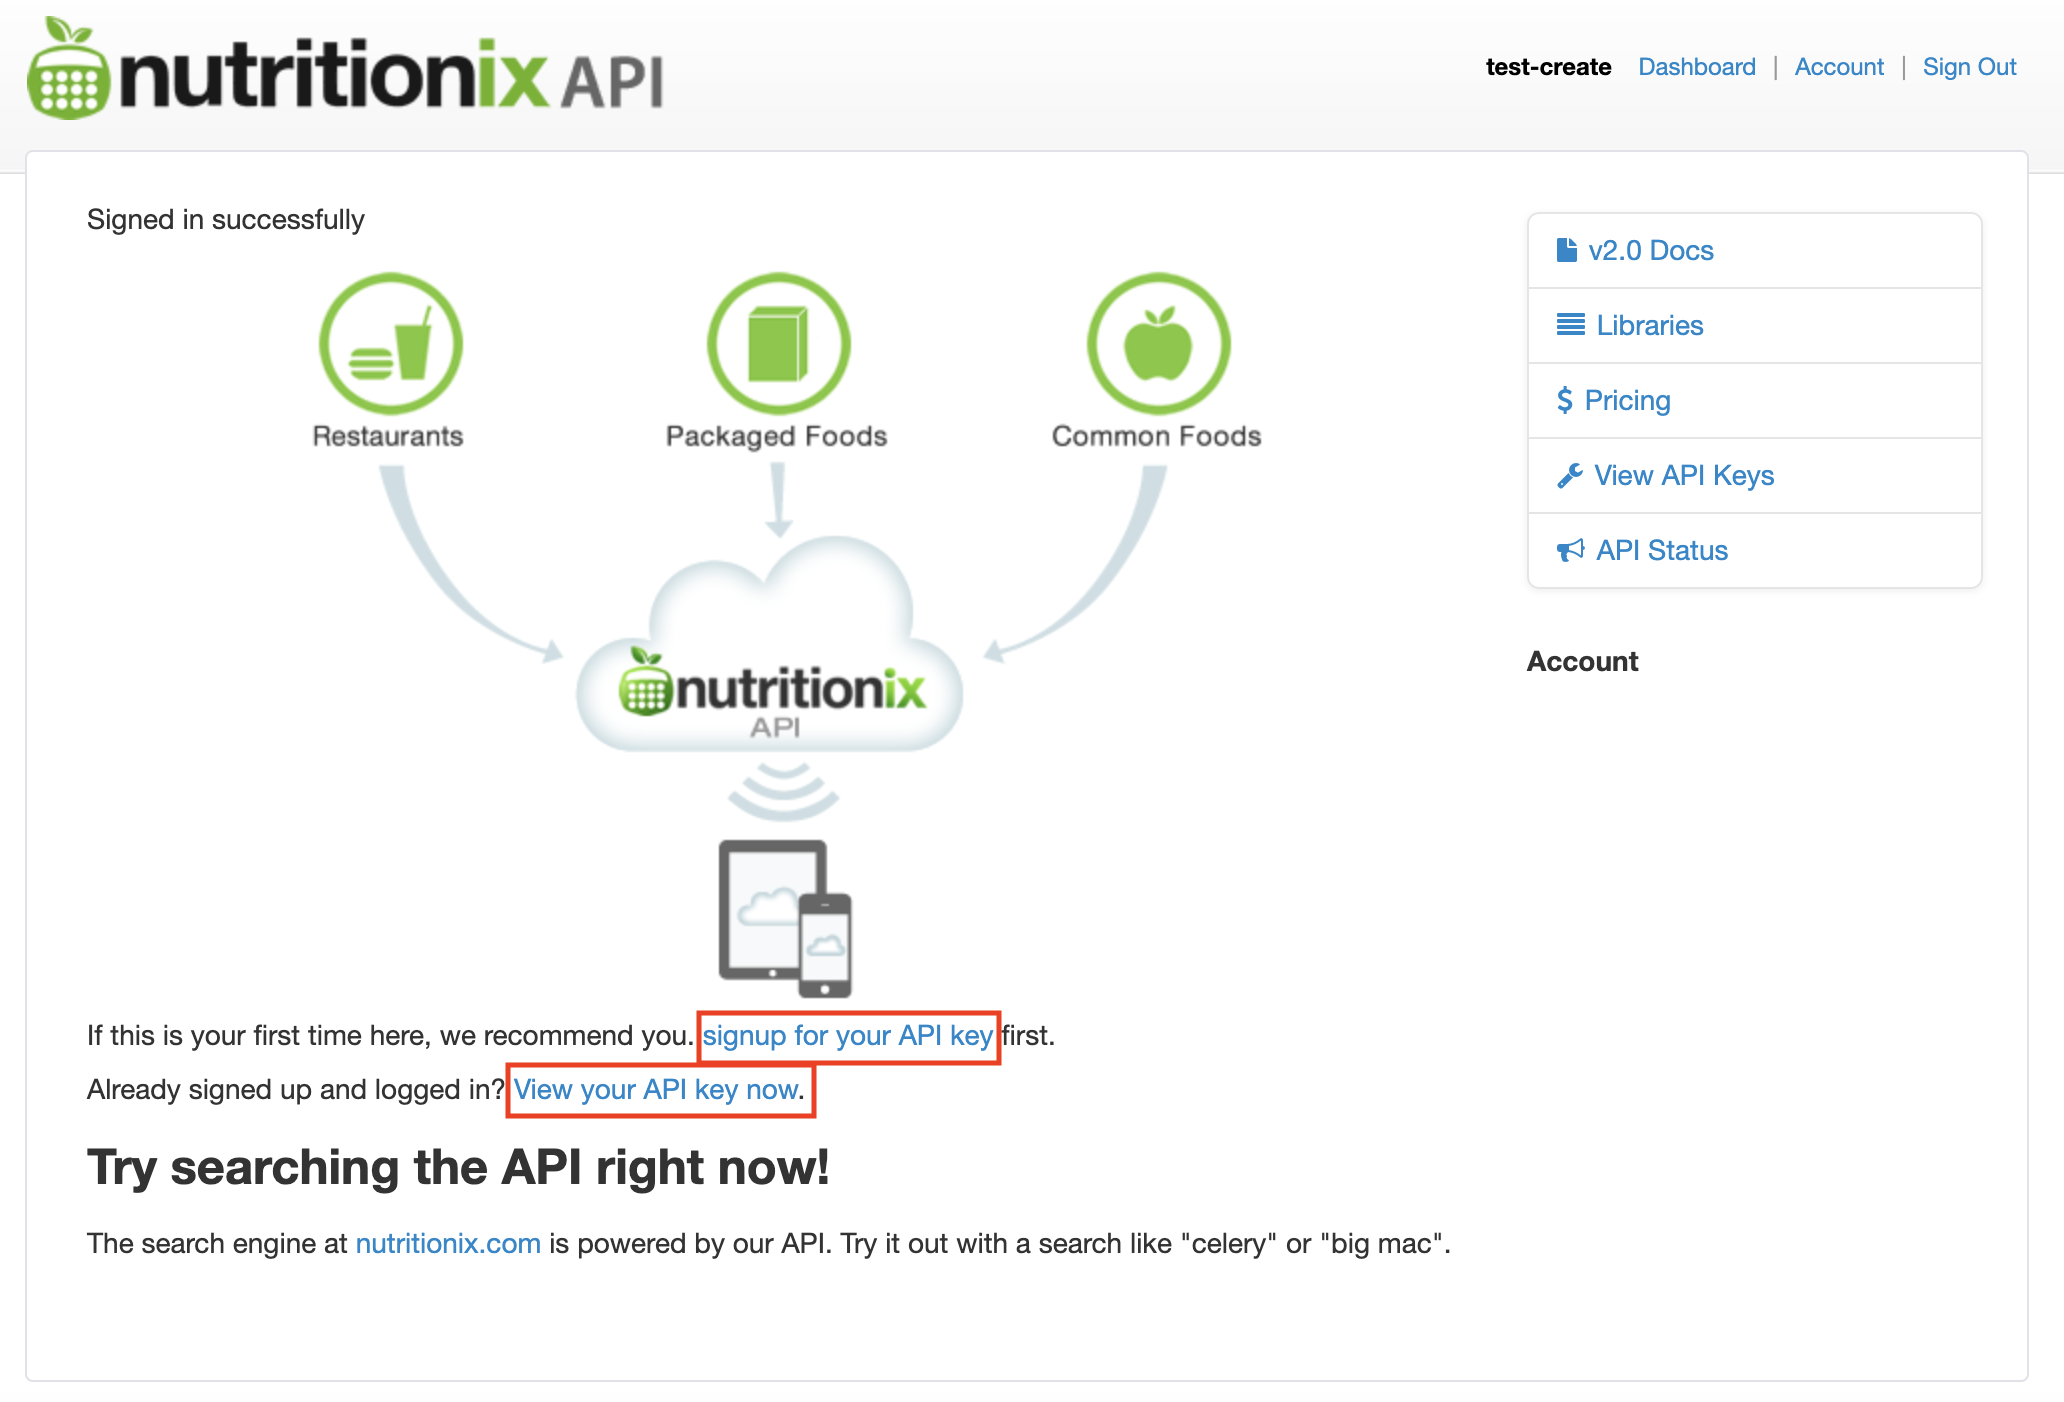 nutritionix API
test-create Dashboard | Account | Sign Out
Signed in successfully
Restaurants
Packaged Foods
Common Foods
nutritionix
API
If this is your first time here, we recommend you. signup for your API key first.
Already signed up and logged in? View your API key now.
Try searching the API right now!
The search engine at nutritionix.com is powered by our API. Try it out with a search like "celery" or "big mac".
v2.0 Docs
Libraries
$ Pricing
View API Keys
API Status
Account